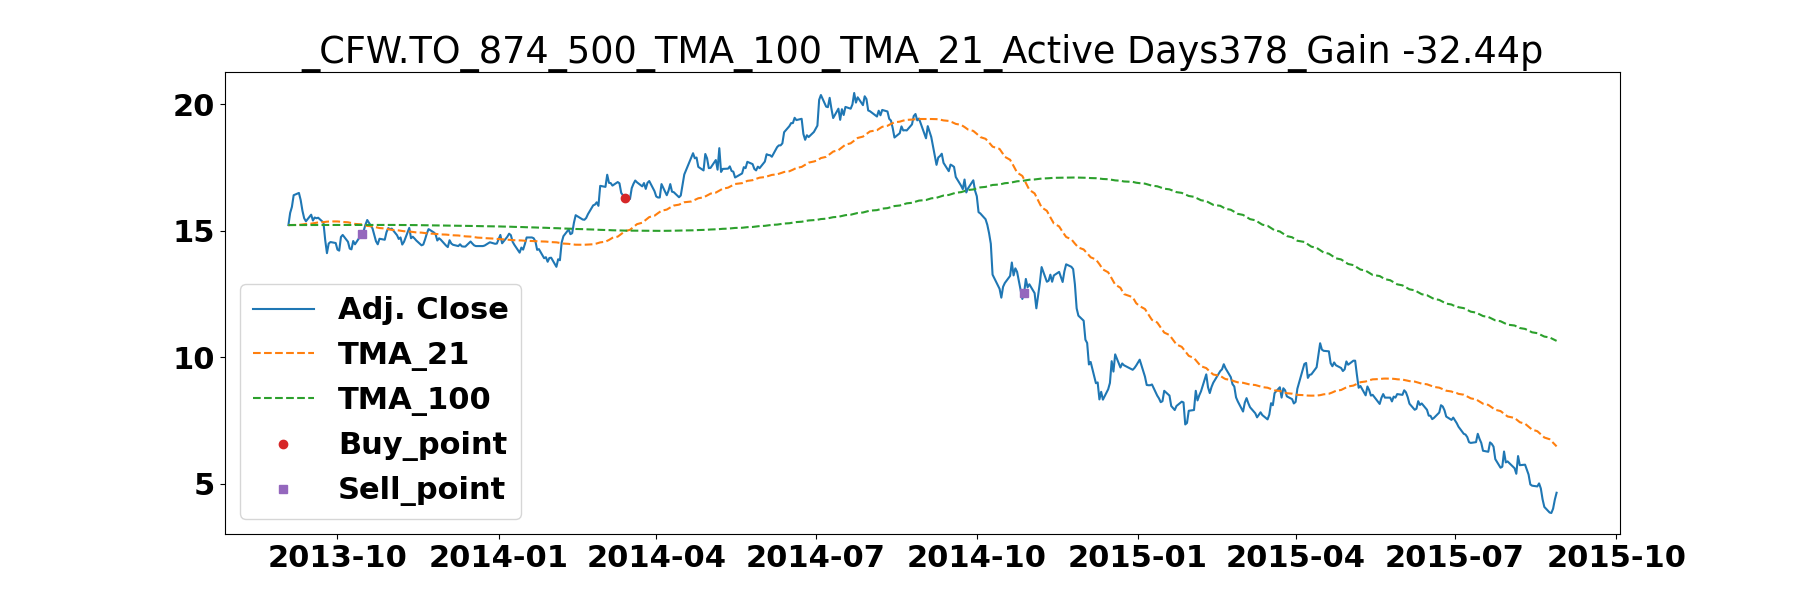 _CFW.TO_874_500_TMA_100_TMA_21_Active Days378_Gain -32.44p
20
15
10
5
Adj. Close
TMA_21
TMA_100
Buy_point
Sell_point
2013-10 2014-01 2014-04 2014-07 2014-10 2015-01 2015-04 2015-07 2015-10